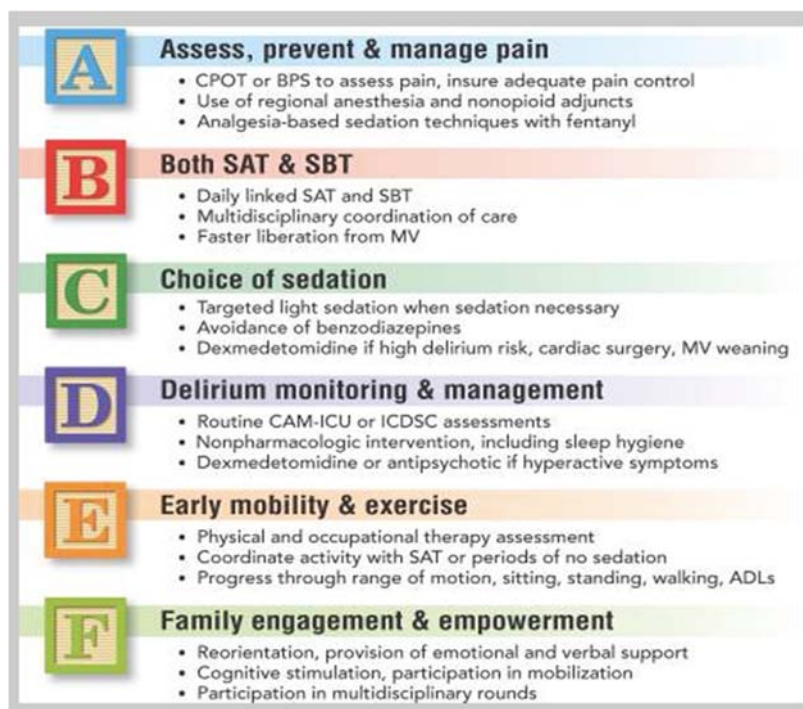 A
Assess, prevent & manage pain
• CPOT or BPS to assess pain, insure adequate pain control
• Use of regional anesthesia and nonopioid adjuncts
• Analgesia-based sedation techniques with fentanyl
B
Both SAT & SBT
• Daily linked SAT and SBT
• Multidisciplinary coordination of care
• Faster liberation from MV
C
Choice of sedation
• Targeted light sedation when sedation necessary
• Avoidance of benzodiazepines
• Dexmedetomidine if high delirium risk, cardiac surgery, MV weaning
D
Delirium monitoring & management
• Routine CAM-ICU or ICDSC assessments
• Nonpharmacologic intervention, including sleep hygiene
• Dexmedetomidine or antipsychotic if hyperactive symptoms
E
Early mobility & exercise
• Physical and occupational therapy assessment
• Coordinate activity with SAT or periods of no sedation
• Progress through range of motion, sitting, standing, walking, ADLs
F
Family engagement & empowerment
• Reorientation, provision of emotional and verbal support
• Cognitive stimulation, participation in mobilization
• Participation in multidisciplinary rounds